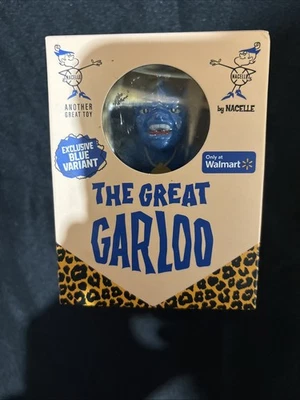 NACELLE
NACELLE
ANOTHER
GREAT TOY
by NACELLE
EXCLUSIVE
BLUE
VARIANT
Only at
Walmart
THE GREAT
GARLOO